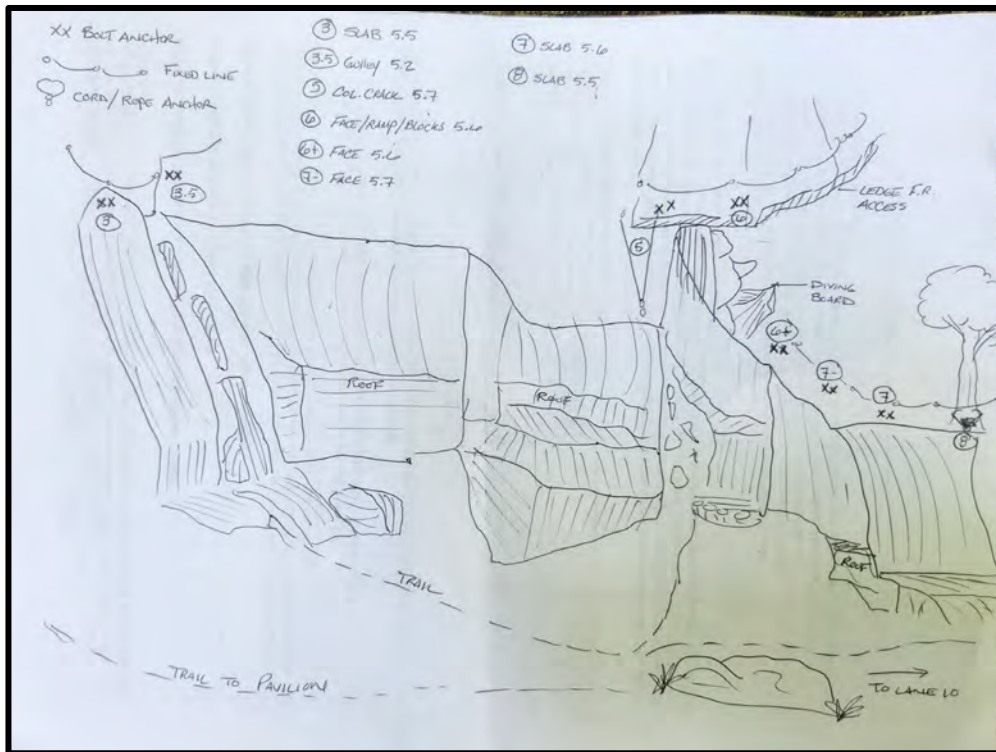 XX BOLT ANCHOR
FIXED LINE
CORD/ROPE ANCHOR
3 SLAB 5.5
3.5 GULLEY 5.2
5 COL. CRACK 5.7
6 FACE/RAMP/BLOCKS 5.6
6+ FACE 5.6
7- FACE 5.7
7 SLAB 5.6
8 SLAB 5.5
XX
3.5
XX
3
XX
XX
6
5
LEDGE F.R.
ACCESS
DIVING
BOARD
6+
XX
7-
XX
7
XX
8
ROOF
ROOF
ROOF
TRAIL
TRAIL TO PAVILION
TO LANE 10